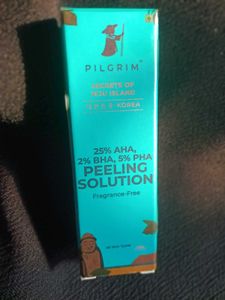 PILGRIM
SECRETS OF
JEJU ISLAND
KOREA
25% AHA,
2% BHA, 5% PHA
PEELING
SOLUTION
Fragrance-Free